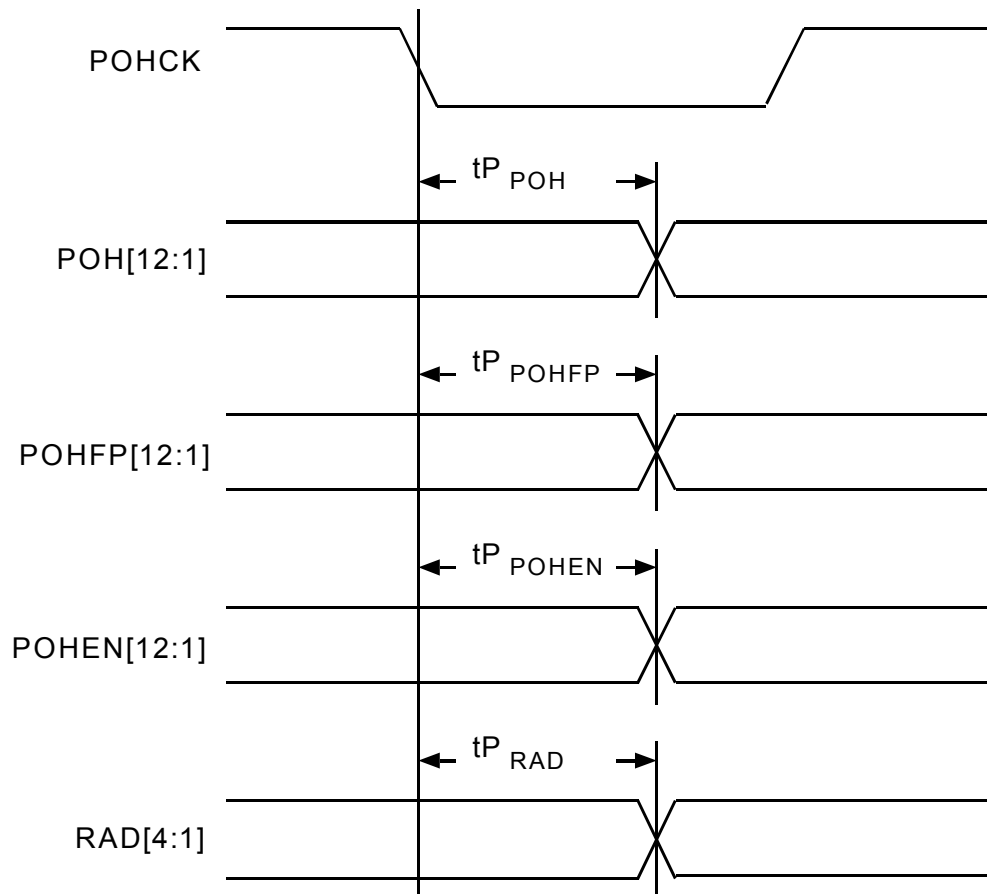 POHCK
tP POH
POH[12:1]
tP POHFP
POHFP[12:1]
tP POHEN
POHEN[12:1]
tP RAD
RAD[4:1]